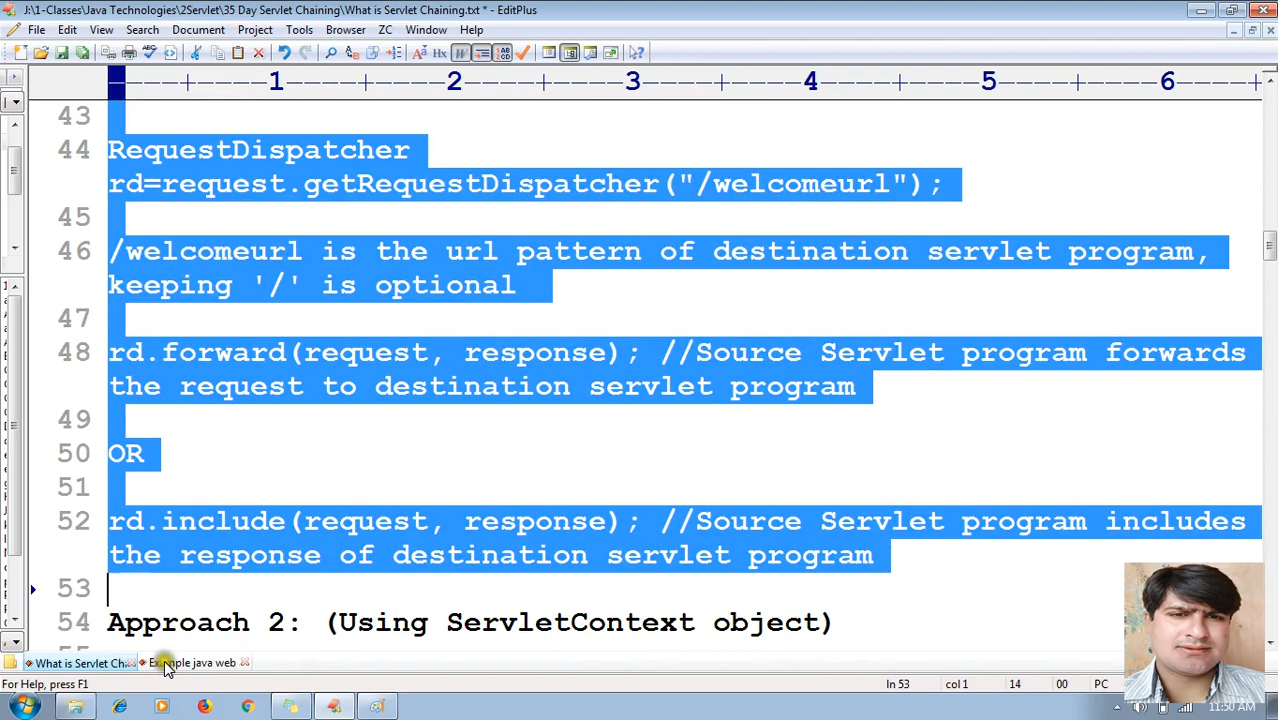 J:\1-Classes\Java Technologies\2Servlet\35 Day Servlet Chaining\What is Servlet Chaining.txt * - EditPlus
File Edit View Search Document Project Tools Browser ZC Window Help
1 2 3 4 5 6
43
44 RequestDispatcher
rd=request.getRequestDispatcher("/welcomeurl");
45
46 /welcomeurl is the url pattern of destination servlet program,
keeping '/' is optional
47
48 rd.forward(request, response); //Source Servlet program forwards
the request to destination servlet program
49
50 OR
51
52 rd.include(request, response); //Source Servlet program includes
the response of destination servlet program
53
54 Approach 2: (Using ServletContext object)
What is Servlet Cha Example java web
For Help, press F1 Ln 53 col 1 14 00 PC
11:50 AM